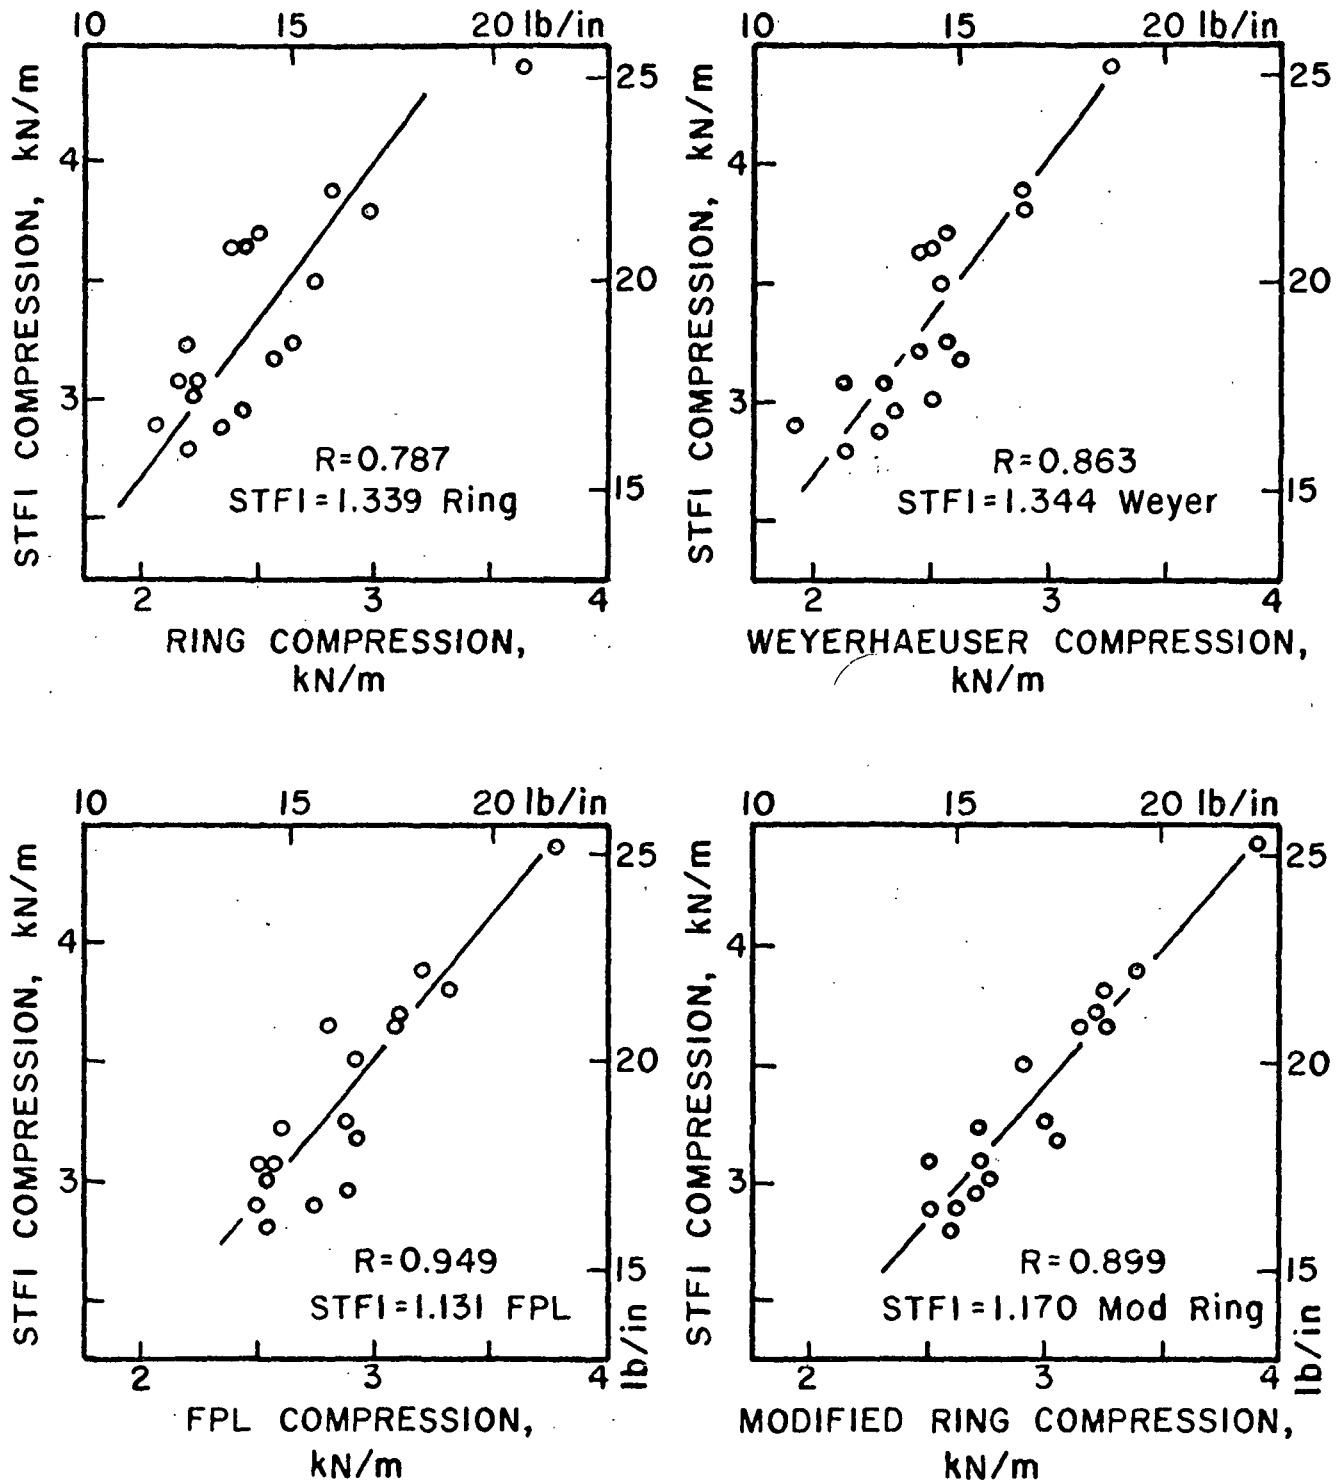 10 15 20 lb/in
STFI COMPRESSION, kN/m
4
3
25
20
15
R=0.787
STFI=1.339 Ring
2 3 4
RING COMPRESSION,
kN/m
10 15 20 lb/in
STFI COMPRESSION, kN/m
4
3
25
20
15
R=0.863
STFI=1.344 Weyer
2 3 4
WEYERHAEUSER COMPRESSION,
kN/m
10 15 20 lb/in
STFI COMPRESSION, kN/m
4
3
25
20
15
lb/in
R=0.949
STFI=1.131 FPL
2 3 4
FPL COMPRESSION,
kN/m
10 15 20 lb/in
STFI COMPRESSION, kN/m
4
3
25
20
15
lb/in
R=0.899
STFI=1.170 Mod Ring
2 3 4
MODIFIED RING COMPRESSION,
kN/m